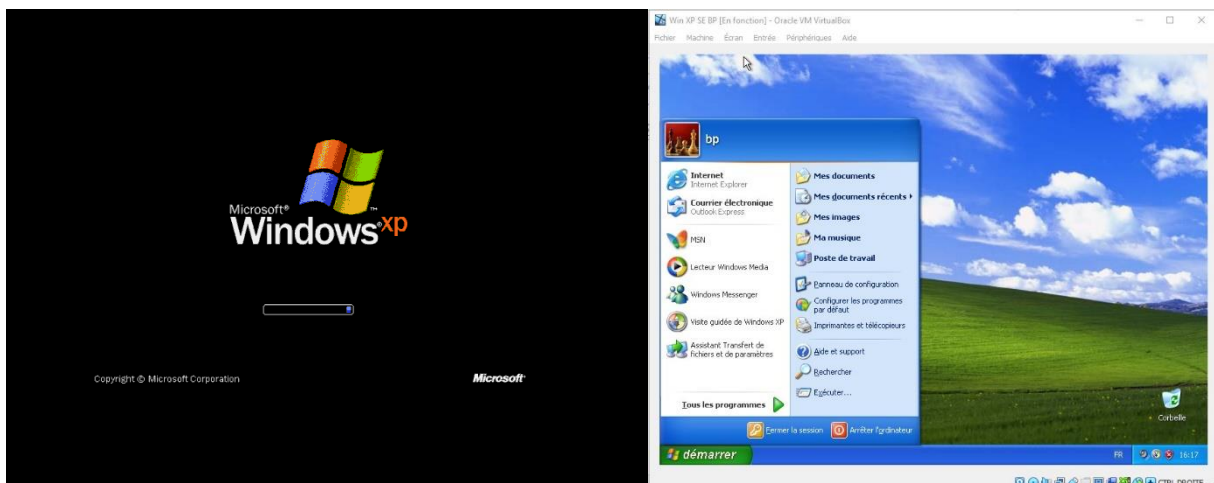 Microsoft®
Windows xp
Copyright © Microsoft Corporation
Microsoft
Win XP SE BP [En fonction] - Oracle VM VirtualBox
Fichier Machine Écran Entrée Périphériques Aide
bp
Internet
Internet Explorer
Courrier électronique
Outlook Express
MSN
Lecteur Windows Media
Windows Messenger
Visite guidée de Windows XP
Assistant Transfert de
fichiers et de paramètres
Tous les programmes
Mes documents
Mes documents récents
Mes images
Ma musique
Poste de travail
Panneau de configuration
Configurer les programmes
par défaut
Imprimantes et télécopieurs
Aide et support
Rechercher
Exécuter...
Fermer la session
Arrêter l'ordinateur
Corbeille
démarrer
FR
16:17
CTRL DROITE